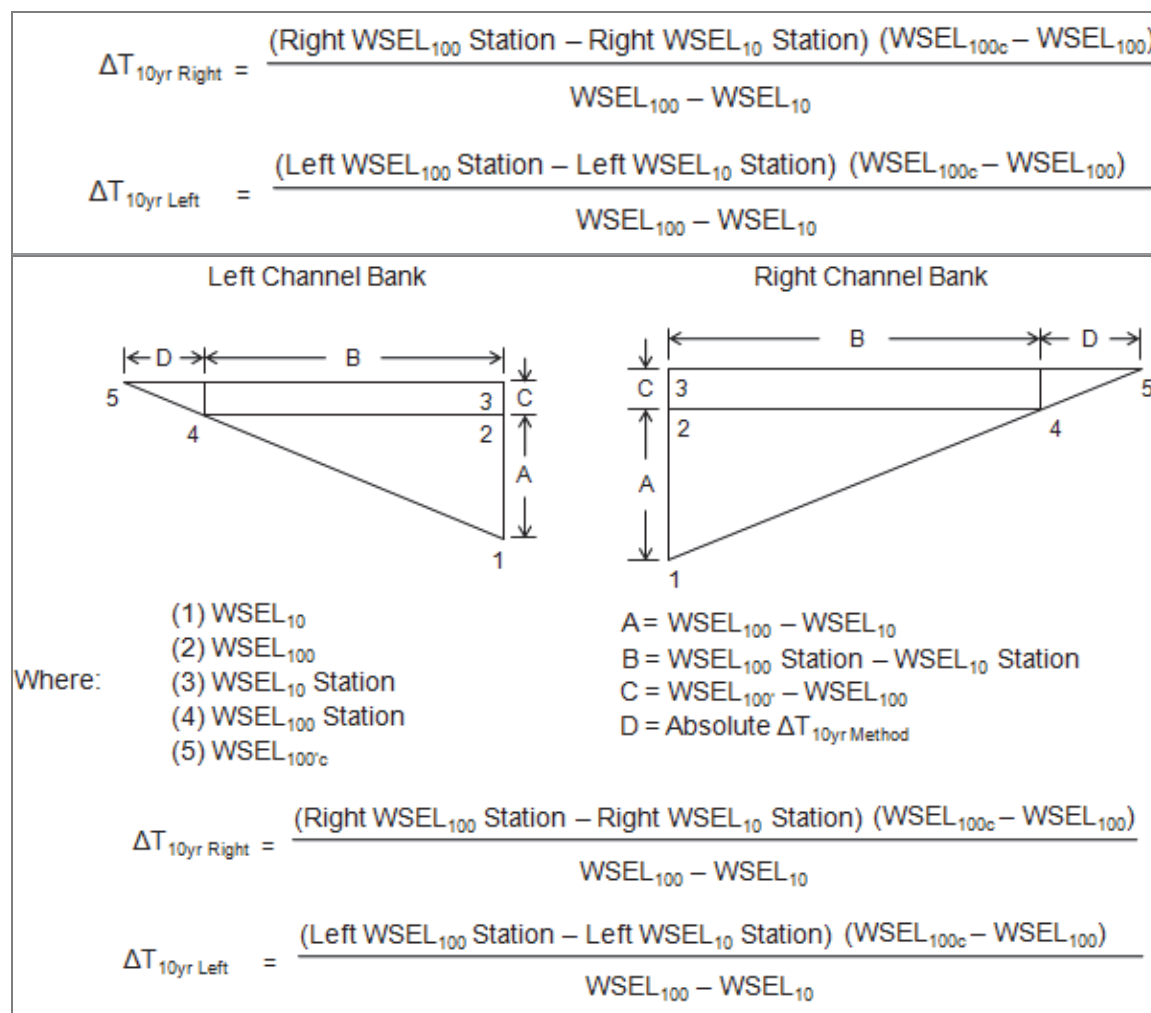 (Right WSEL₁₀₀ Station – Right WSEL₁₀ Station) (WSEL₁₀₀c – WSEL₁₀₀)
ΔT₁₀yr Right =
WSEL₁₀₀ – WSEL₁₀
(Left WSEL₁₀₀ Station – Left WSEL₁₀ Station) (WSEL₁₀₀c – WSEL₁₀₀)
ΔT₁₀yr Left =
WSEL₁₀₀ – WSEL₁₀
Left Channel Bank
Right Channel Bank
D B
5 3 C
4 2
A
1
B D
C 3 5
2 4
A
1
Where:
(1) WSEL₁₀
(2) WSEL₁₀₀
(3) WSEL₁₀ Station
(4) WSEL₁₀₀ Station
(5) WSEL₁₀₀'c
A = WSEL₁₀₀ – WSEL₁₀
B = WSEL₁₀₀ Station – WSEL₁₀ Station
C = WSEL₁₀₀' – WSEL₁₀₀
D = Absolute ΔT₁₀yr Method
(Right WSEL₁₀₀ Station – Right WSEL₁₀ Station) (WSEL₁₀₀c – WSEL₁₀₀)
ΔT₁₀yr Right =
WSEL₁₀₀ – WSEL₁₀
(Left WSEL₁₀₀ Station – Left WSEL₁₀ Station) (WSEL₁₀₀c – WSEL₁₀₀)
ΔT₁₀yr Left =
WSEL₁₀₀ – WSEL₁₀